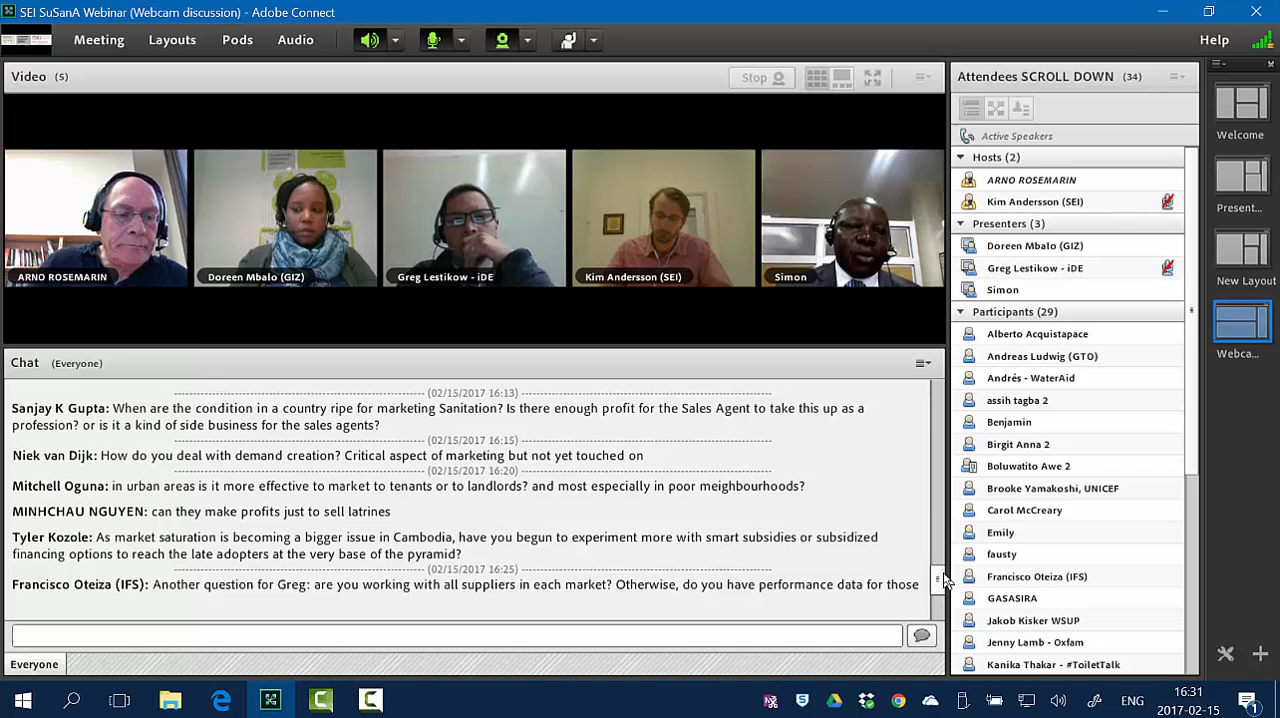 SEI SuSanA Webinar (Webcam discussion) - Adobe Connect
Meeting Layouts Pods Audio Help
Video (5)
Stop
ARNO ROSEMARIN
Doreen Mbalo (GIZ)
Greg Lestikow - iDE
Kim Andersson (SEI)
Simon
Chat (Everyone)
(02/15/2017 16:13)
Sanjay K Gupta: When are the condition in a country ripe for marketing Sanitation? Is there enough profit for the Sales Agent to take this up as a
profession? or is it a kind of side business for the sales agents?
(02/15/2017 16:15)
Niek van Dijk: How do you deal with demand creation? Critical aspect of marketing but not yet touched on
(02/15/2017 16:20)
Mitchell Oguna: in urban areas is it more effective to market to tenants or to landlords? and most especially in poor neighbourhoods?
MINHCHAU NGUYEN: can they make profits just to sell latrines
Tyler Kozole: As market saturation is becoming a bigger issue in Cambodia, have you begun to experiment more with smart subsidies or subsidized
financing options to reach the late adopters at the very base of the pyramid?
(02/15/2017 16:25)
Francisco Oteiza (IFS): Another question for Greg: are you working with all suppliers in each market? Otherwise, do you have performance data for those
Everyone
Attendees SCROLL DOWN (34)
Active Speakers
Hosts (2)
ARNO ROSEMARIN
Kim Andersson (SEI)
Presenters (3)
Doreen Mbalo (GIZ)
Greg Lestikow - iDE
Simon
Participants (29)
Alberto Acquistapace
Andreas Ludwig (GTO)
Andrés - WaterAid
assih tagba 2
Benjamin
Birgit Anna 2
Boluwatito Awe 2
Brooke Yamakoshi, UNICEF
Carol McCreary
Emily
fausty
Francisco Oteiza (IFS)
GASASIRA
Jakob Kisker WSUP
Jenny Lamb - Oxfam
Kanika Thakar - #ToiletTalk
Welcome
Present...
New Layout
Webca...
ENG
16:31
2017-02-15
1